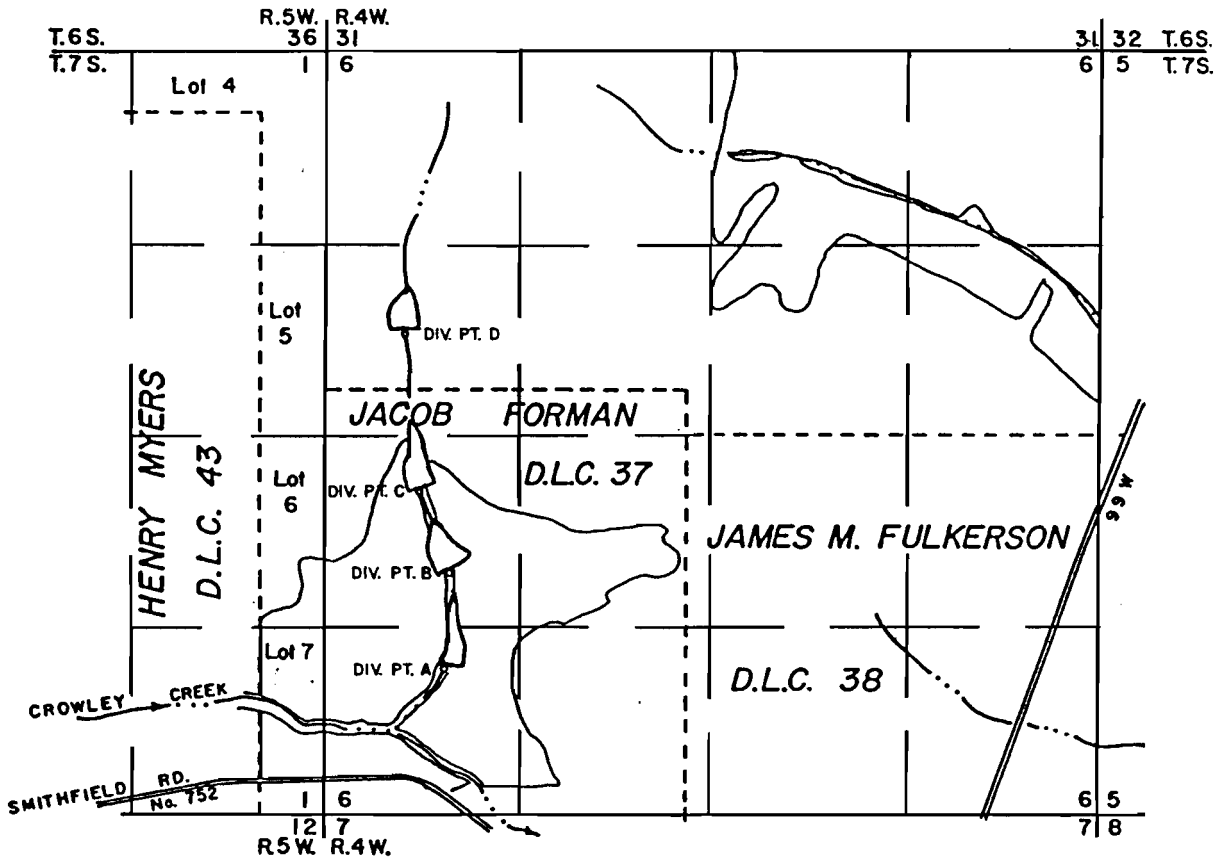 R.5W. R.4W.
T.6S. 36 31 31 32 T.6S.
T.7S. 1 6 6 5 T.7S.
Lot 4
Lot
5
DIV. PT. D
JACOB FORMAN
HENRY MYERS
D.L.C. 43
Lot
6
D.L.C. 37
DIV. PT. C
99W
JAMES M. FULKERSON
DIV. PT. B
Lot 7
DIV. PT. A
D.L.C. 38
CROWLEY CREEK
SMITHFIELD RD.
No. 752
1 6 6 5
12 7 7 8
R.5W. R.4W.